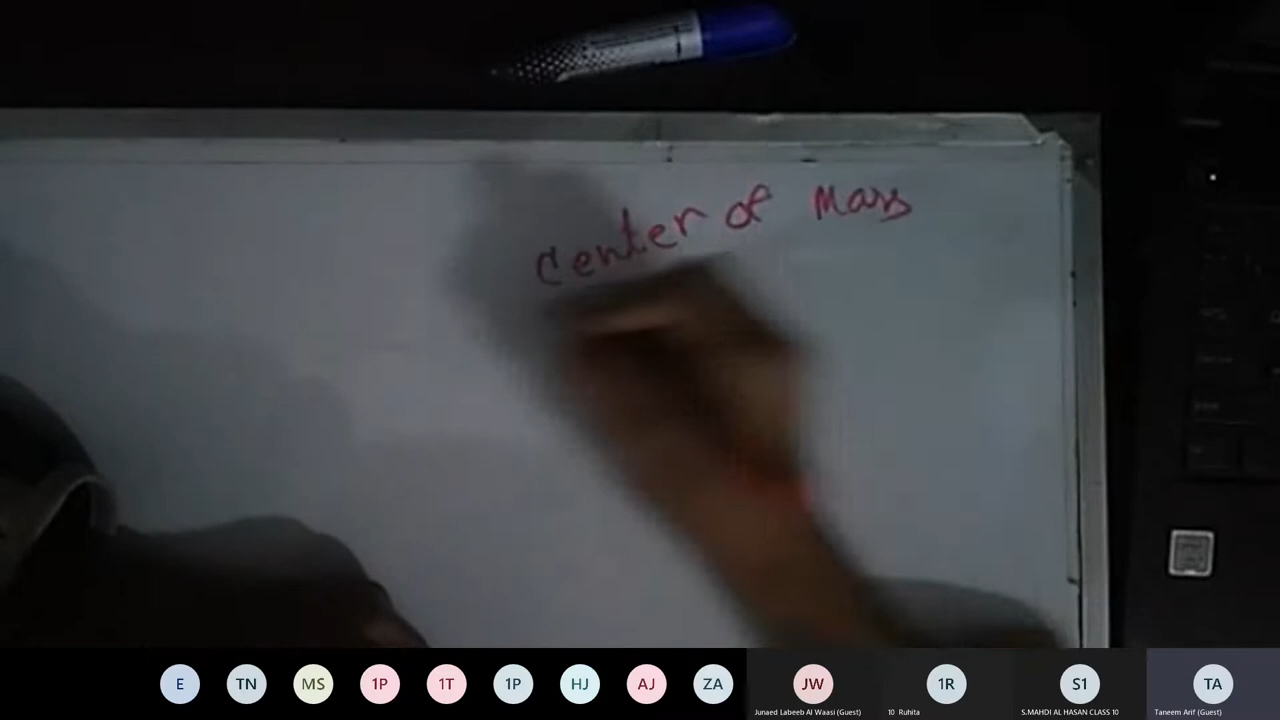 Center of Mass
E TN MS 1P 1T 1P HJ AJ ZA JW 1R S1 TA
Junaed Labeeb Al Waasi (Guest) 10 Ruhita S.MAHDI AL HASAN CLASS 10 Taneem Arif (Guest)